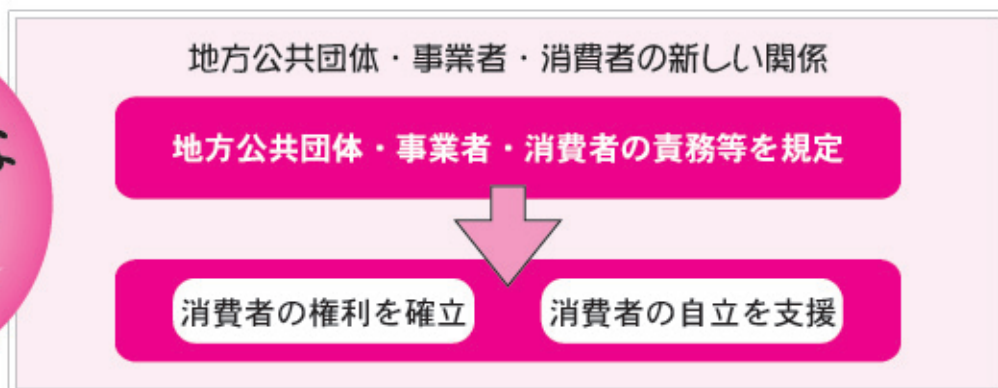 地方公共団体・事業者・消費者の新しい関係
地方公共団体・事業者・消費者の責務等を規定
消費者の権利を確立
消費者の自立を支援